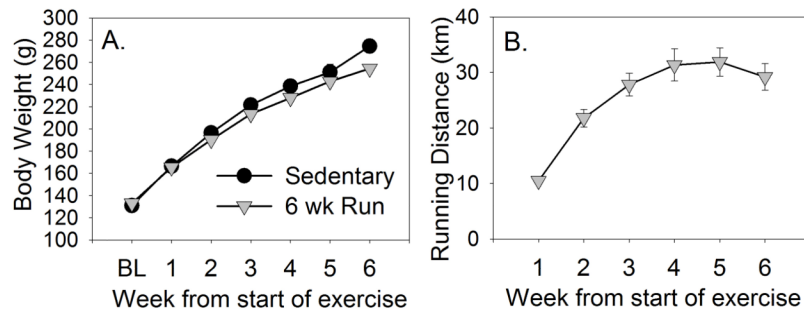 A.
Body Weight (g)
300
280
260
240
220
200
180
160
140
120
100
Sedentary
6 wk Run
BL 1 2 3 4 5 6
Week from start of exercise
B.
Running Distance (km)
40
30
20
10
0
1 2 3 4 5 6
Week from start of exercise